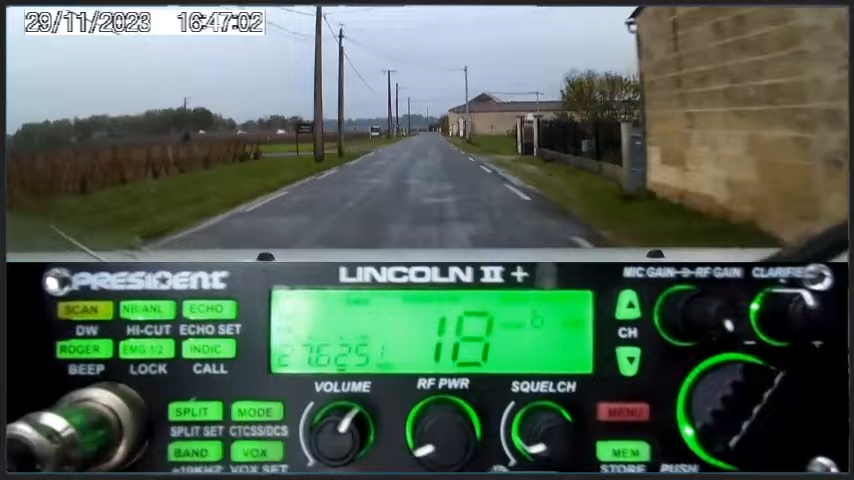 29/11/2023 16:47:02
PRESIDENT LINCOLN II + MIC GAIN RF GAIN CLARIFIER
SCAN NB/ANL ECHO
DW HI-CUT ECHO SET
ROGER EMG 1/2 INDIC.
BEEP LOCK CALL
18
27.6251
CH
VOLUME RF PWR SQUELCH
SPLIT MODE
SPLIT SET CTCSS/DCS
BAND VOX
+10KHZ VOX SET
MENU
MEM
STORE PUSH